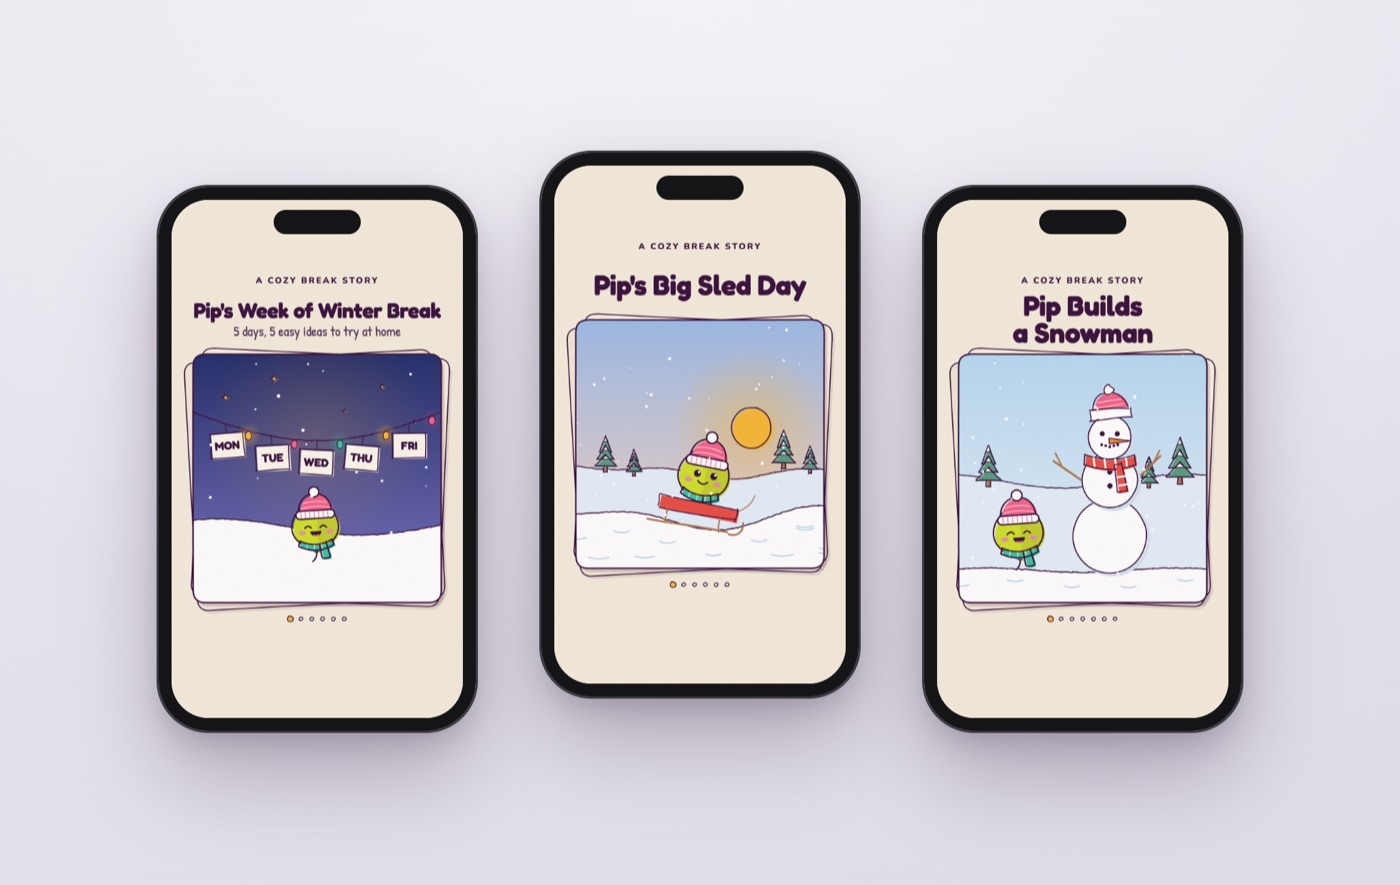 A COZY BREAK STORY
Pip's Week of Winter Break
5 days, 5 easy ideas to try at home
MON
TUE
WED
THU
FRI
A COZY BREAK STORY
Pip's Big Sled Day
A COZY BREAK STORY
Pip Builds
a Snowman